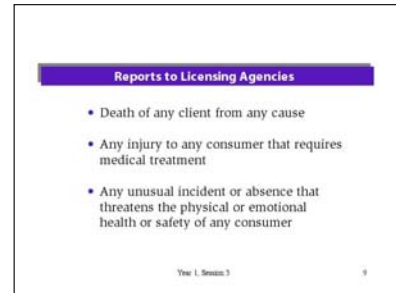 Reports to Licensing Agencies
• Death of any client from any cause
• Any injury to any consumer that requires
medical treatment
• Any unusual incident or absence that
threatens the physical or emotional
health or safety of any consumer
Year 1, Session 5
9